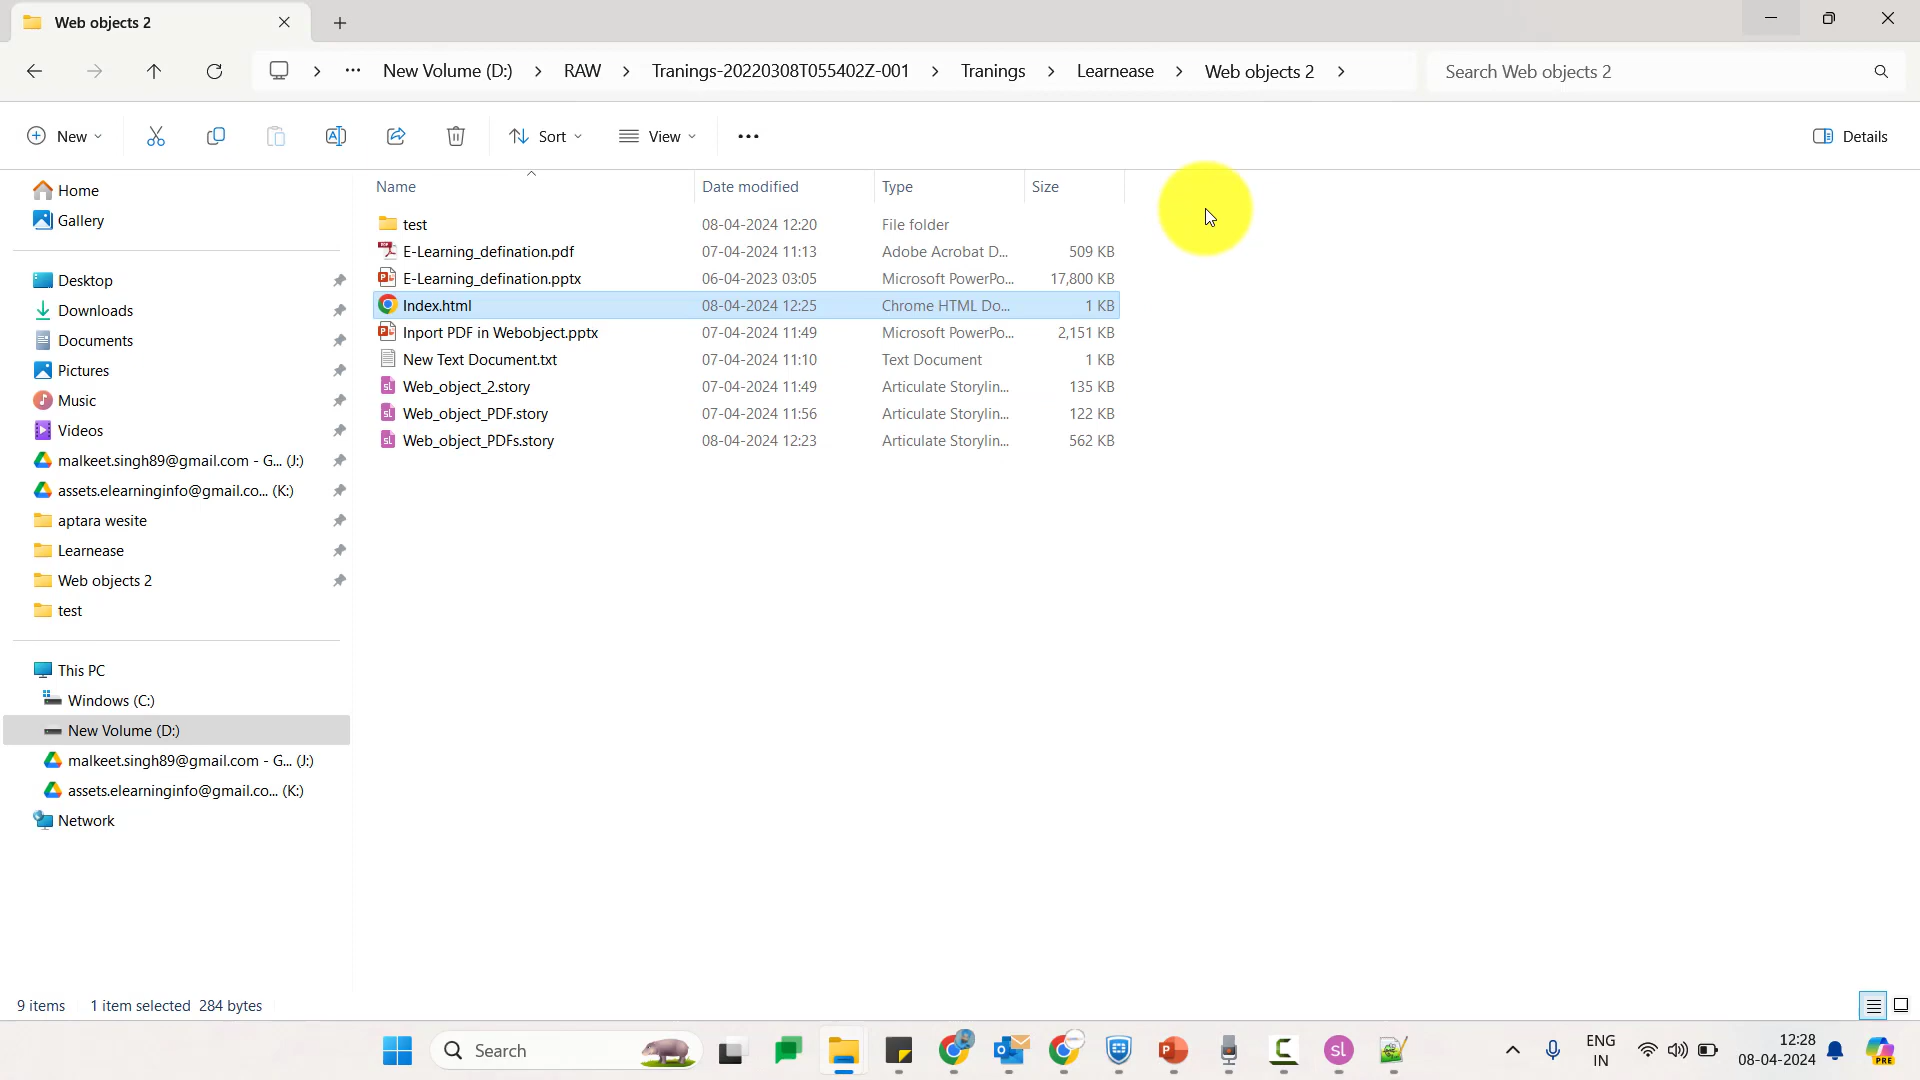 Web objects 2
New Volume (D:) RAW Tranings-20220308T055402Z-001 Tranings Learnease Web objects 2
Search Web objects 2
New
Sort
View
Details
Name Date modified Type Size
test 08-04-2024 12:20 File folder
E-Learning_defination.pdf 07-04-2024 11:13 Adobe Acrobat D... 509 KB
E-Learning_defination.pptx 06-04-2023 03:05 Microsoft PowerPo... 17,800 KB
Index.html 08-04-2024 12:25 Chrome HTML Do... 1 KB
Inport PDF in Webobject.pptx 07-04-2024 11:49 Microsoft PowerPo... 2,151 KB
New Text Document.txt 07-04-2024 11:10 Text Document 1 KB
Web_object_2.story 07-04-2024 11:49 Articulate Storylin... 135 KB
Web_object_PDF.story 07-04-2024 11:56 Articulate Storylin... 122 KB
Web_object_PDFs.story 08-04-2024 12:23 Articulate Storylin... 562 KB
Home
Gallery
Desktop
Downloads
Documents
Pictures
Music
Videos
malkeet.singh89@gmail.com - G... (J:)
assets.elearninginfo@gmail.co... (K:)
aptara wesite
Learnease
Web objects 2
test
This PC
Windows (C:)
New Volume (D:)
malkeet.singh89@gmail.com - G... (J:)
assets.elearninginfo@gmail.co... (K:)
Network
9 items 1 item selected 284 bytes
Search
sl
ENG
IN
12:28
08-04-2024
PRE